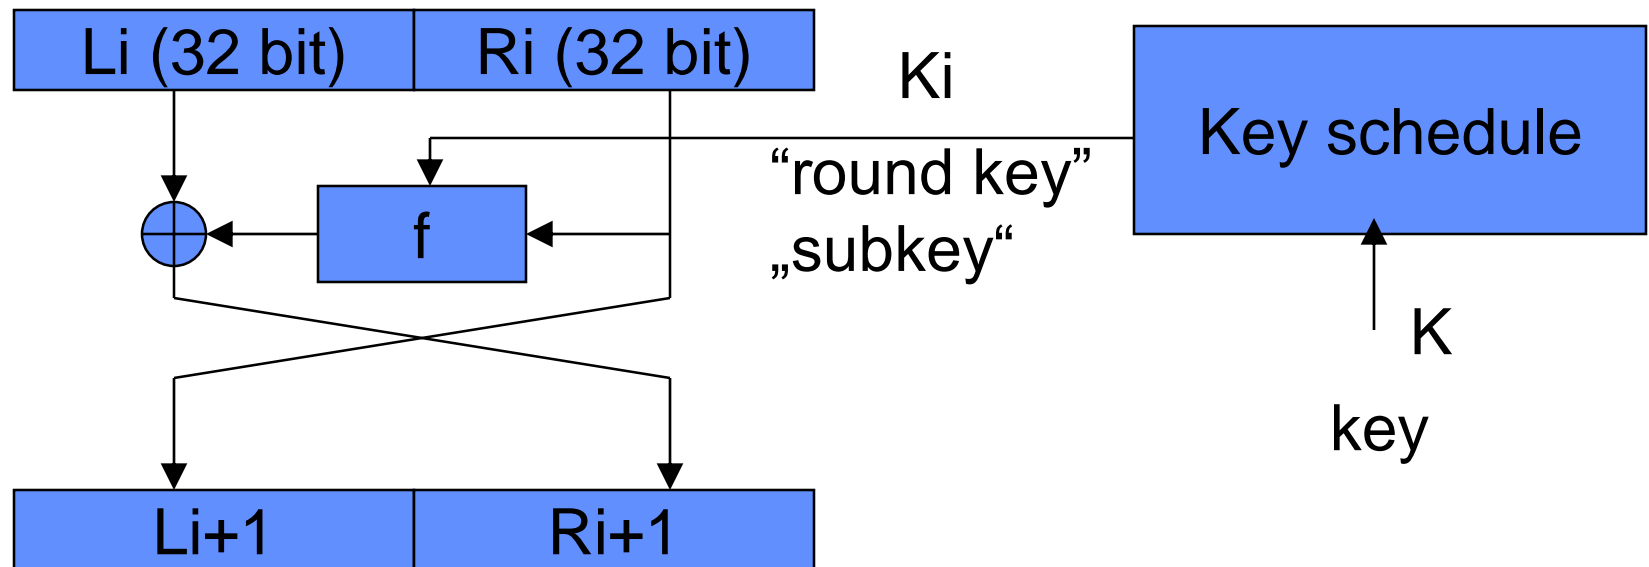 Li (32 bit) Ri (32 bit)
Ki
Key schedule
“round key”
f
„subkey“
K
key
Li+1 Ri+1